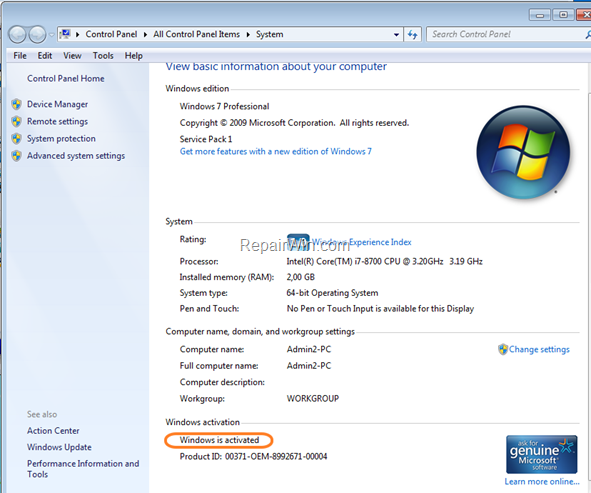 Control Panel ▸ All Control Panel Items ▸ System
Search Control Panel
File Edit View Tools Help
Control Panel Home
Device Manager
Remote settings
System protection
Advanced system settings
See also
Action Center
Windows Update
Performance Information and
Tools
View basic information about your computer
Windows edition
Windows 7 Professional
Copyright © 2009 Microsoft Corporation. All rights reserved.
Service Pack 1
Get more features with a new edition of Windows 7
System
Rating: Windows Experience Index
RepairWin.com
Processor: Intel(R) Core(TM) i7-8700 CPU @ 3.20GHz 3.19 GHz
Installed memory (RAM): 2,00 GB
System type: 64-bit Operating System
Pen and Touch: No Pen or Touch Input is available for this Display
Computer name, domain, and workgroup settings
Computer name: Admin2-PC
Change settings
Full computer name: Admin2-PC
Computer description:
Workgroup: WORKGROUP
Windows activation
Windows is activated
Product ID: 00371-OEM-8992671-00004
ask for
genuine
Microsoft
software
Learn more online...